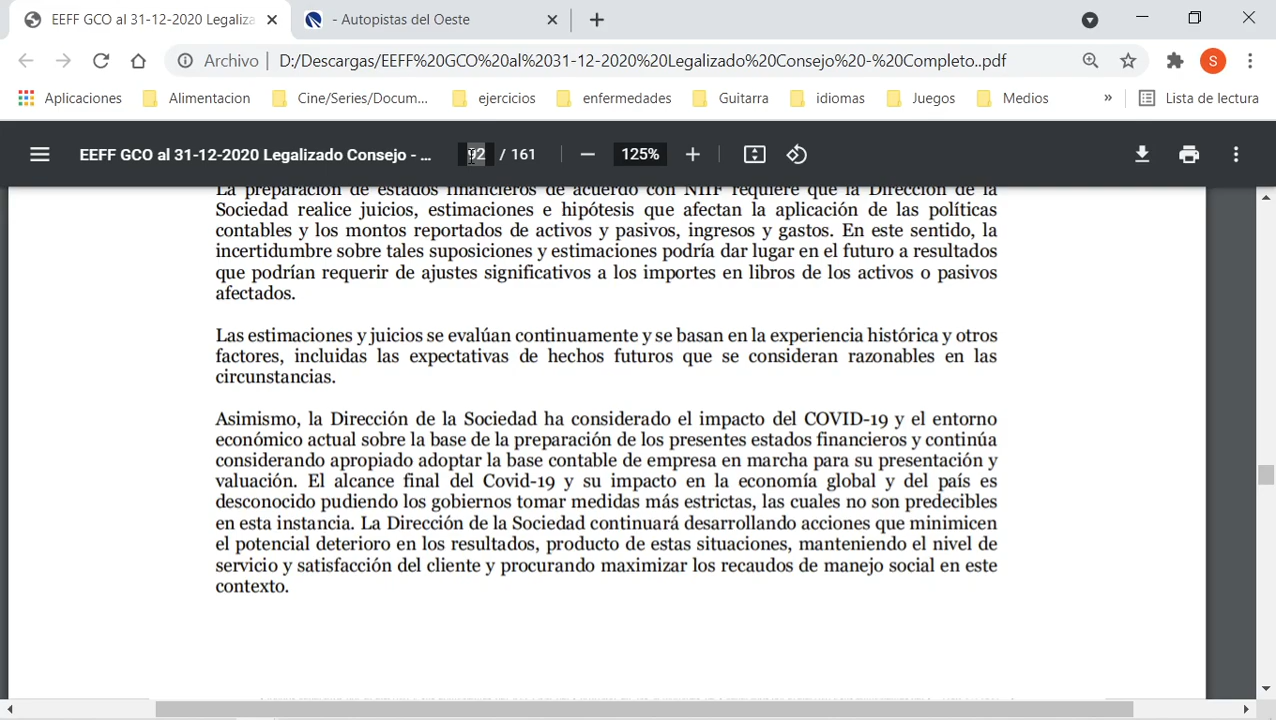 EEFF GCO al 31-12-2020 Legaliza
- Autopistas del Oeste
Archivo D:/Descargas/EEFF%20GCO%20al%2031-12-2020%20Legalizado%20Consejo%20-%20Completo..pdf
S
Aplicaciones Alimentacion Cine/Series/Docum... ejercicios enfermedades Guitarra idiomas Juegos Medios » Lista de lectura
EEFF GCO al 31-12-2020 Legalizado Consejo - ... / 161 125%
La preparación de estados financieros de acuerdo con NIIF requiere que la Dirección de la
Sociedad realice juicios, estimaciones e hipótesis que afectan la aplicación de las políticas
contables y los montos reportados de activos y pasivos, ingresos y gastos. En este sentido, la
incertidumbre sobre tales suposiciones y estimaciones podría dar lugar en el futuro a resultados
que podrían requerir de ajustes significativos a los importes en libros de los activos o pasivos
afectados.
Las estimaciones y juicios se evalúan continuamente y se basan en la experiencia histórica y otros
factores, incluidas las expectativas de hechos futuros que se consideran razonables en las
circunstancias.
Asimismo, la Dirección de la Sociedad ha considerado el impacto del COVID-19 y el entorno
económico actual sobre la base de la preparación de los presentes estados financieros y continúa
considerando apropiado adoptar la base contable de empresa en marcha para su presentación y
valuación. El alcance final del Covid-19 y su impacto en la economía global y del país es
desconocido pudiendo los gobiernos tomar medidas más estrictas, las cuales no son predecibles
en esta instancia. La Dirección de la Sociedad continuará desarrollando acciones que minimicen
el potencial deterioro en los resultados, producto de estas situaciones, manteniendo el nivel de
servicio y satisfacción del cliente y procurando maximizar los recaudos de manejo social en este
contexto.